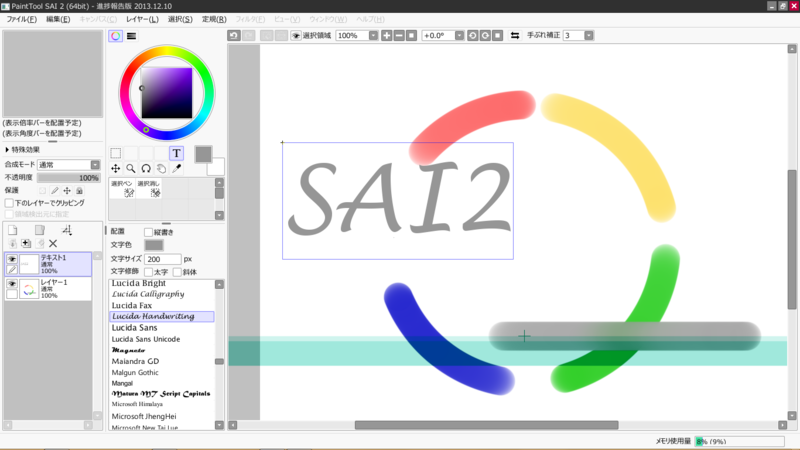 PaintTool SAI 2 (64bit) - 進捗報告版 2013.12.10
ファイル(F) 編集(E) キャンバス(C) レイヤー(L) 選択(S) 定規(R) フィルタ(F) ビュー(V) ウィンドウ(W) ヘルプ(H)
選択領域 100% +0.0° 手ぶれ補正 3
(表示倍率バーを配置予定)
(表示角度バーを配置予定)
特殊効果
合成モード 通常
不透明度 100%
保護
下のレイヤーでクリッピング
領域検出元に指定
テキスト1
通常
100%
レイヤー1
通常
100%
T
選択ペン 選択消し
配置 縦書き
文字色
文字サイズ 200 px
文字修飾 太字 斜体
Lucida Bright
Lucida Calligraphy
Lucida Fax
Lucida Handwriting
Lucida Sans
Lucida Sans Unicode
Magneto
Maiandra GD
Malgun Gothic
Mangal
Matura MT Script Capitals
Microsoft Himalaya
Microsoft JhengHei
Microsoft New Tai Lue
SAI2
メモリ使用量 8% (9%)